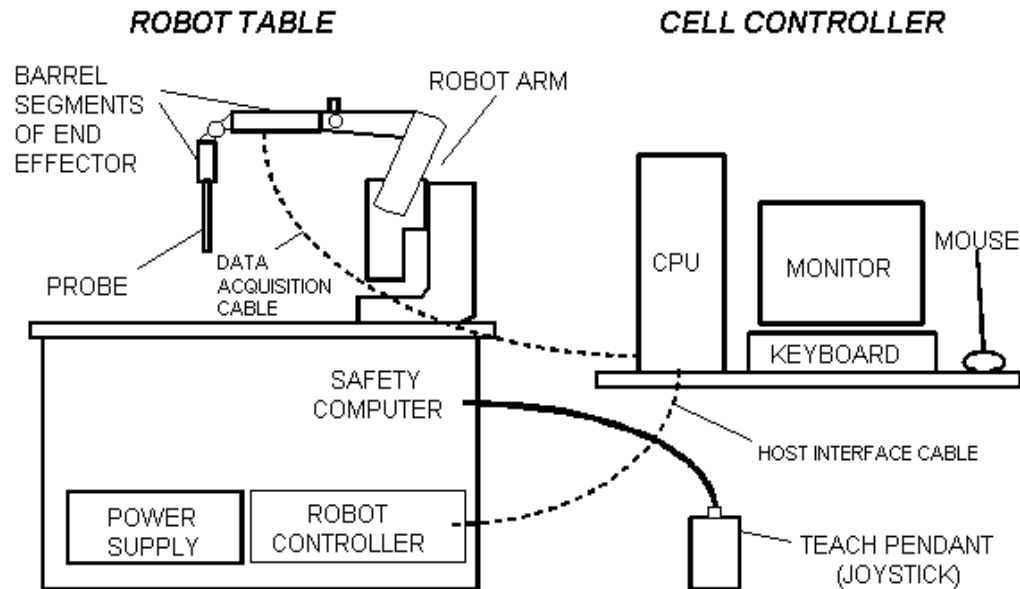 ROBOT TABLE
CELL CONTROLLER
BARREL
SEGMENTS
OF END
EFFECTOR
ROBOT ARM
PROBE
DATA
ACQUISITION
CABLE
CPU
MONITOR
MOUSE
KEYBOARD
SAFETY
COMPUTER
HOST INTERFACE CABLE
POWER
SUPPLY
ROBOT
CONTROLLER
TEACH PENDANT
(JOYSTICK)